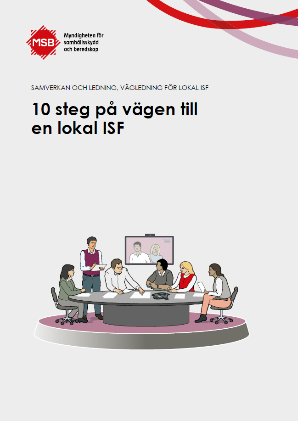 MSB
Myndigheten för
samhällsskydd
och beredskap
SAMVERKAN OCH LEDNING, VÄGLEDNING FÖR LOKAL ISF
10 steg på vägen till
en lokal ISF